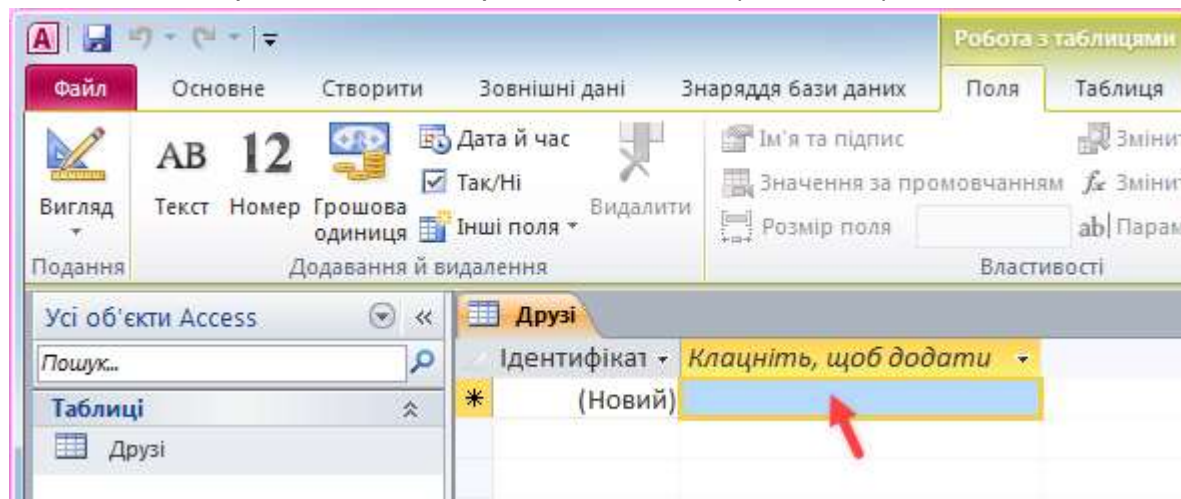 Робота з таблицями
Файл Основне Створити Зовнішні дані Знаряддя бази даних Поля Таблиця
AB 12 Дата й час Ім'я та підпис
Так/Ні Значення за промовчанням fx
Вигляд Текст Номер Грошова одиниця Інші поля Видалити Розмір поля ab|
Подання Додавання й видалення Властивості
Усі об'єкти Access « Друзі
Пошук... Ідентифікат Клацніть, щоб додати
Таблиці * (Новий)
Друзі